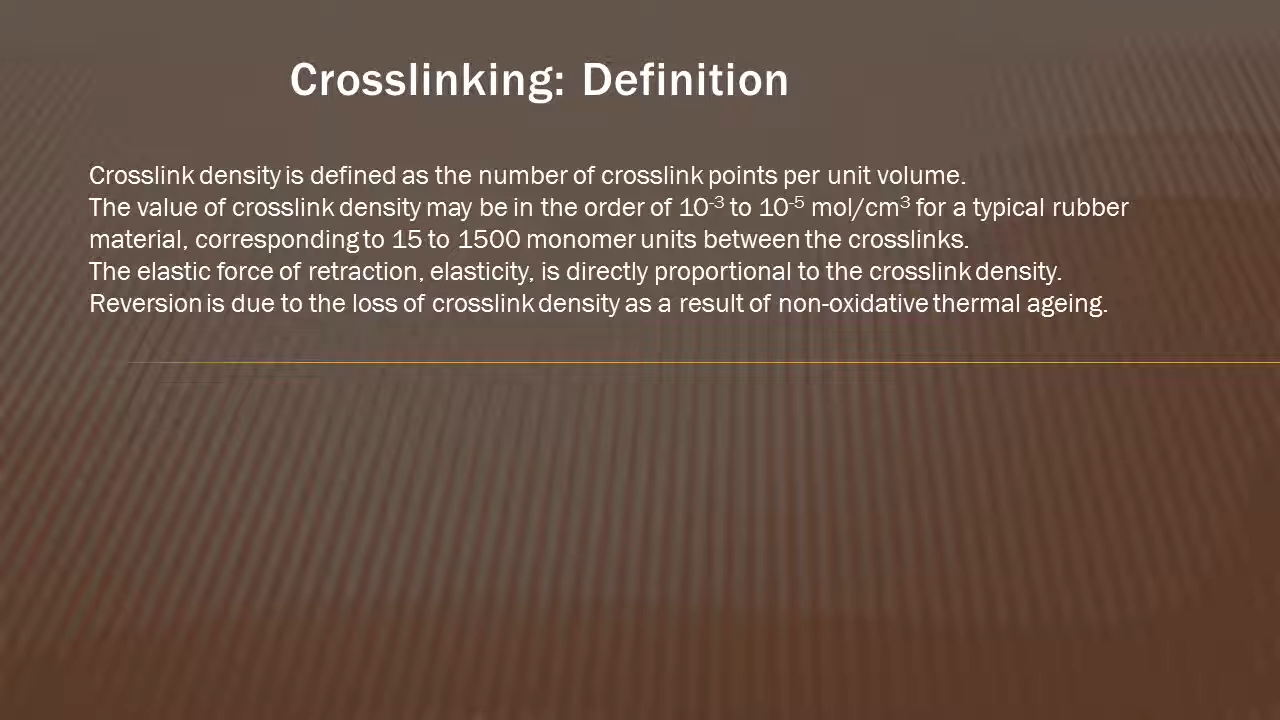 Crosslinking: Definition
Crosslink density is defined as the number of crosslink points per unit volume.
The value of crosslink density may be in the order of 10⁻³ to 10⁻⁵ mol/cm³ for a typical rubber
material, corresponding to 15 to 1500 monomer units between the crosslinks.
The elastic force of retraction, elasticity, is directly proportional to the crosslink density.
Reversion is due to the loss of crosslink density as a result of non-oxidative thermal ageing.